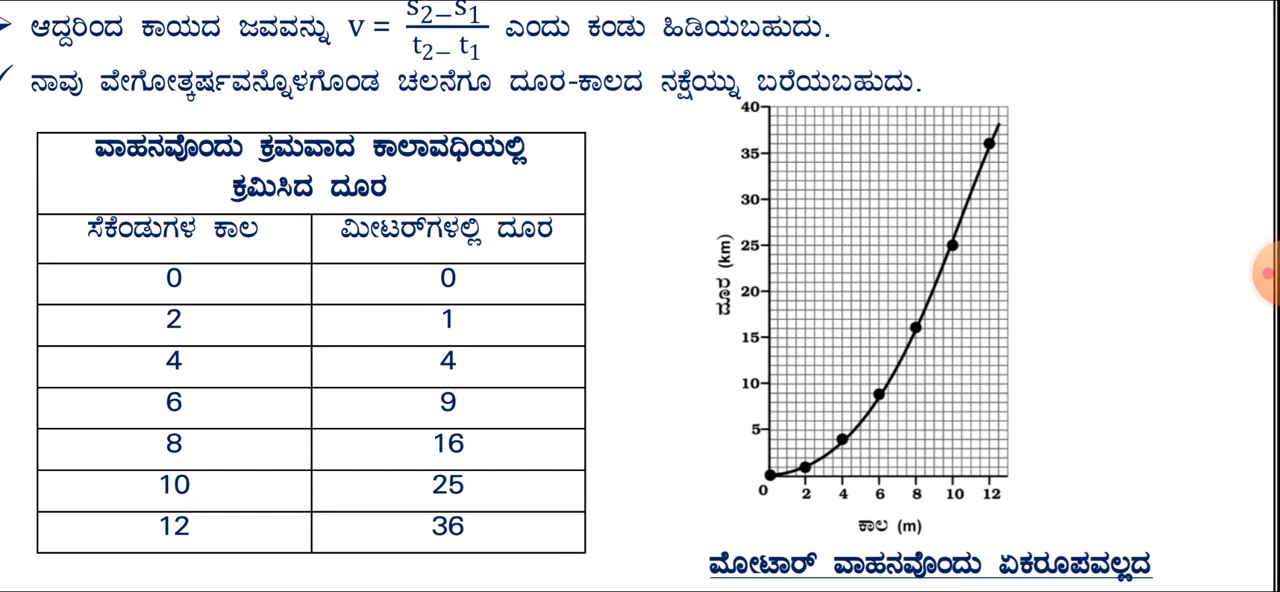 ➢ ಆದ್ದರಿಂದ ಕಾಯದ ಜವವನ್ನು v = s₂₋s₁ / t₂₋ t₁ ಎಂದು ಕಂಡು ಹಿಡಿಯಬಹುದು.
✓ ನಾವು ವೇಗೋತ್ಕರ್ಷವನ್ನೊಳಗೊಂಡ ಚಲನೆಗೂ ದೂರ-ಕಾಲದ ನಕ್ಷೆಯ್ನು ಬರೆಯಬಹುದು.
ವಾಹನವೊಂದು ಕ್ರಮವಾದ ಕಾಲಾವಧಿಯಲ್ಲಿ
ಕ್ರಮಿಸಿದ ದೂರ
ಸೆಕೆಂಡುಗಳ ಕಾಲ ಮೀಟರ್‌ಗಳಲ್ಲಿ ದೂರ
0 0
2 1
4 4
6 9
8 16
10 25
12 36
40
35
30
25
20
15
10
5
ದೂರ (km)
0 2 4 6 8 10 12
ಕಾಲ (m)
ಮೋಟಾರ್ ವಾಹನವೊಂದು ಏಕರೂಪವಲ್ಲದ